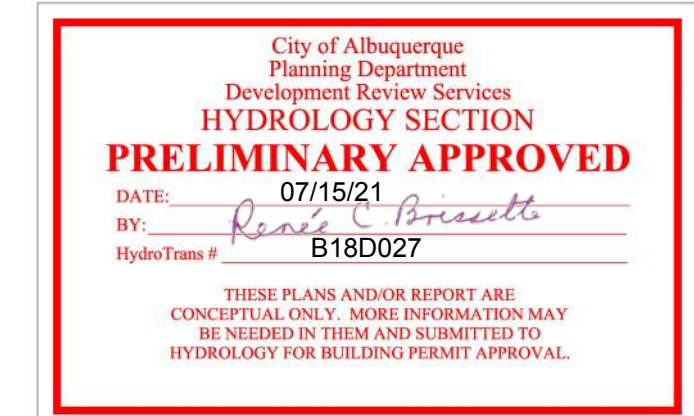 City of Albuquerque
Planning Department
Development Review Services
HYDROLOGY SECTION
PRELIMINARY APPROVED
DATE: 07/15/21
BY: Renée C. Brissette
HydroTrans # B18D027
THESE PLANS AND/OR REPORT ARE
CONCEPTUAL ONLY. MORE INFORMATION MAY
BE NEEDED IN THEM AND SUBMITTED TO
HYDROLOGY FOR BUILDING PERMIT APPROVAL.